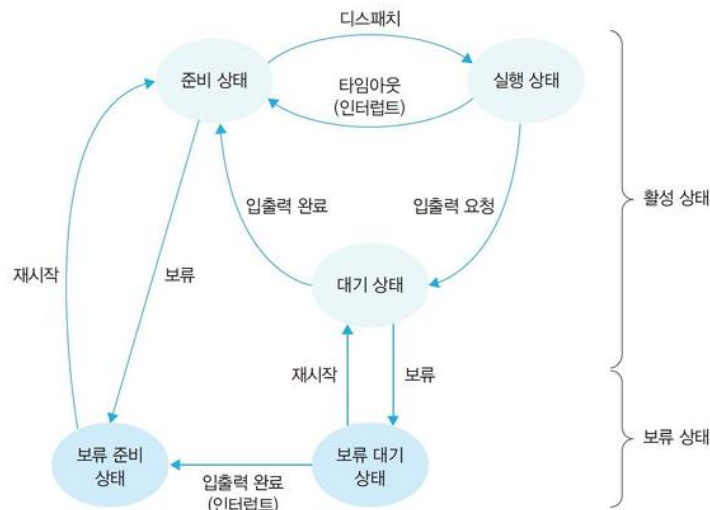 디스패치
준비 상태
실행 상태
타임아웃
(인터럽트)
입출력 완료
입출력 요청
활성 상태
재시작
보류
대기 상태
재시작
보류
보류 준비
상태
보류 대기
상태
보류 상태
입출력 완료
(인터럽트)